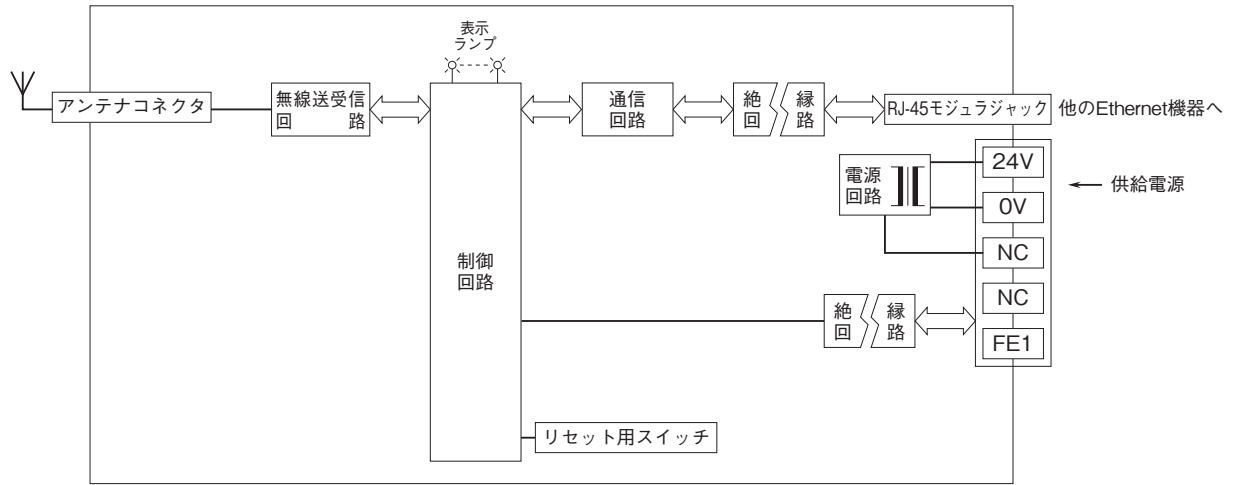 表示
ランプ
アンテナコネクタ
無線送受信
回路
制御
回路
通信
回路
絶縁
回路
RJ-45モジュラジャック
他のEthernet機器へ
電源
回路
24V
0V
NC
NC
FE1
供給電源
絶縁
回路
リセット用スイッチ